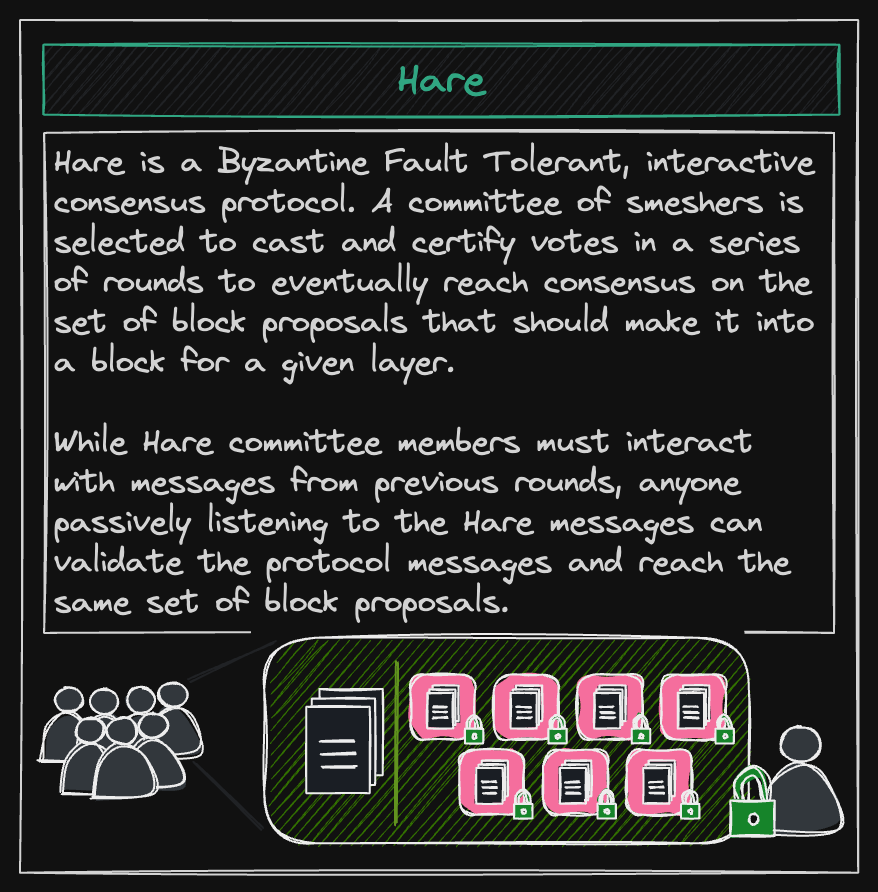 Hare
Hare is a Byzantine Fault Tolerant, interactive
consensus protocol. A committee of smeshers is
selected to cast and certify votes in a series
of rounds to eventually reach consensus on the
set of block proposals that should make it into
a block for a given layer.
While Hare committee members must interact
with messages from previous rounds, anyone
passively listening to the Hare messages can
validate the protocol messages and reach the
same set of block proposals.